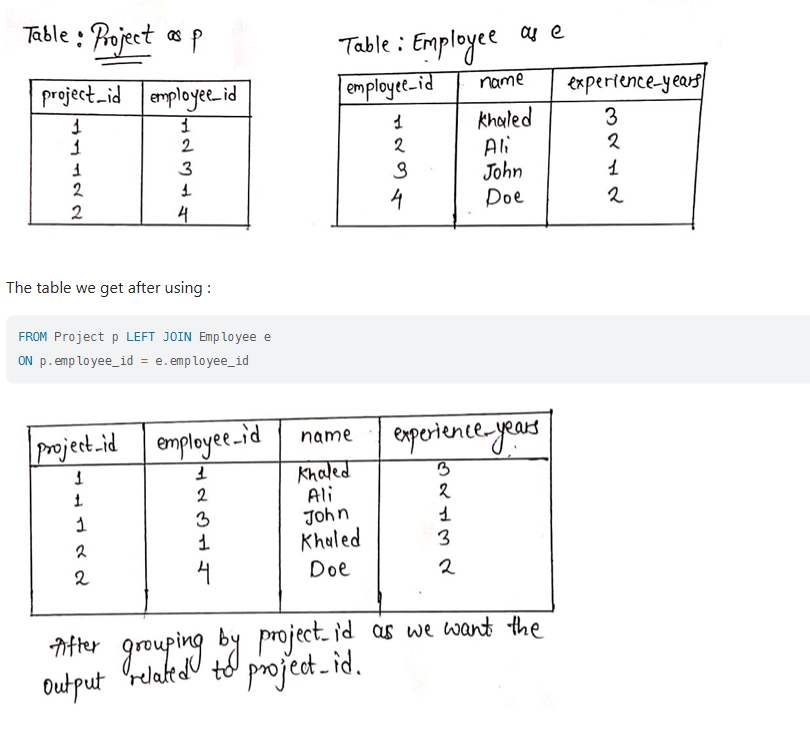 Table : Project as p
project_id employee_id
1 1
1 2
1 3
2 1
2 4
Table : Employee as e
employee_id name experience_years
1 Khaled 3
2 Ali 2
3 John 1
4 Doe 2
The table we get after using :
FROM Project p LEFT JOIN Employee e
ON p.employee_id = e.employee_id
project_id employee_id name experience_years
1 1 Khaled 3
1 2 Ali 2
1 3 John 1
2 1 Khaled 3
2 4 Doe 2
After grouping by project_id as we want the
output related to project_id.